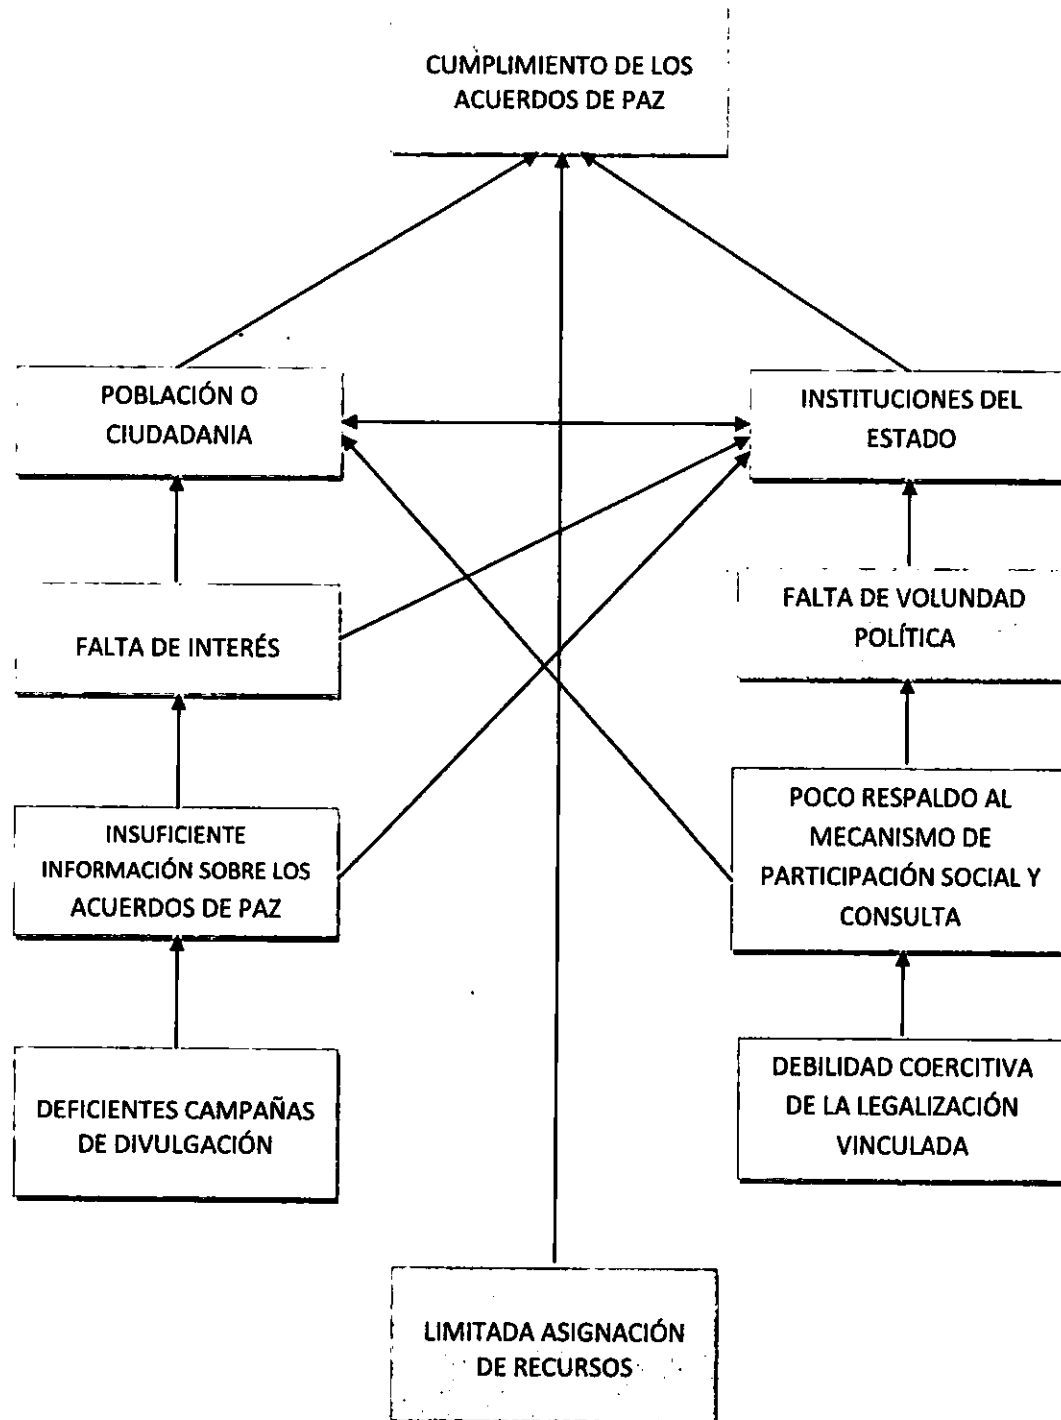 CUMPLIMIENTO DE LOS
ACUERDOS DE PAZ
POBLACIÓN O
CIUDADANIA
INSTITUCIONES DEL
ESTADO
FALTA DE INTERÉS
FALTA DE VOLUNDAD
POLÍTICA
INSUFICIENTE
INFORMACIÓN SOBRE LOS
ACUERDOS DE PAZ
POCO RESPALDO AL
MECANISMO DE
PARTICIPACIÓN SOCIAL Y
CONSULTA
DEFICIENTES CAMPAÑAS
DE DIVULGACIÓN
DEBILIDAD COERCITIVA
DE LA LEGALIZACIÓN
VINCULADA
LIMITADA ASIGNACIÓN
DE RECURSOS